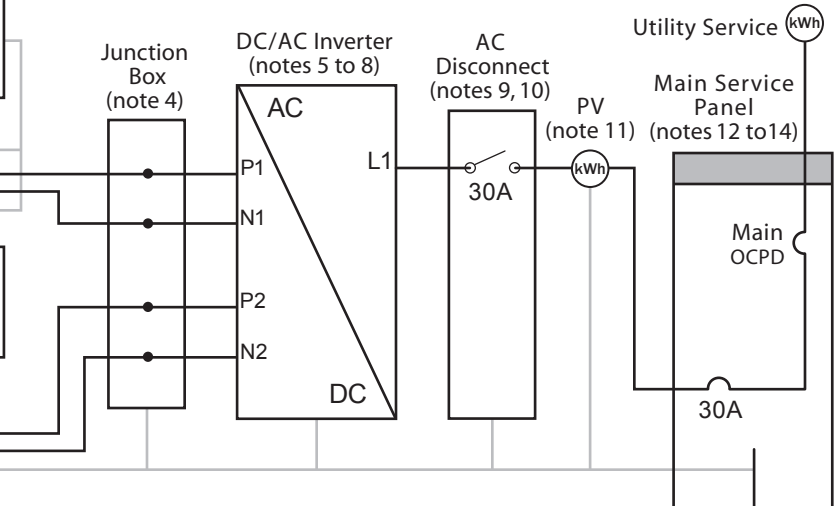 Junction
Box
(note 4)
DC/AC Inverter
(notes 5 to 8)
AC
Disconnect
(notes 9, 10)
PV
(note 11)
Utility Service
kWh
Main Service
Panel
(notes 12 to14)
AC
P1
N1
P2
N2
L1
DC
30A
kWh
Main
OCPD
30A